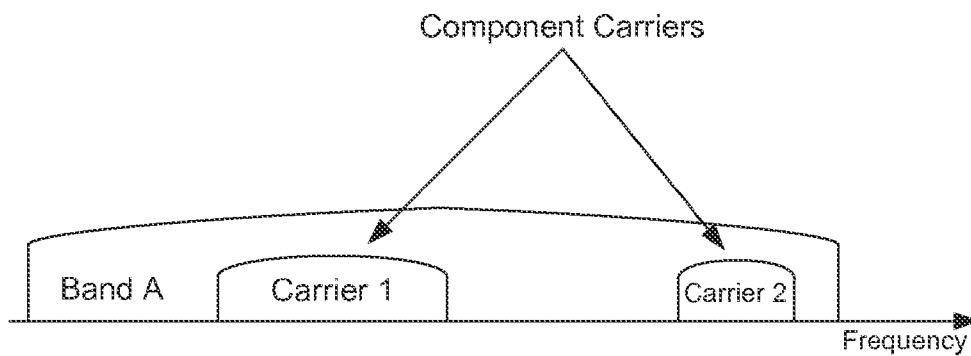 Component Carriers
Band A
Carrier 1
Carrier 2
Frequency